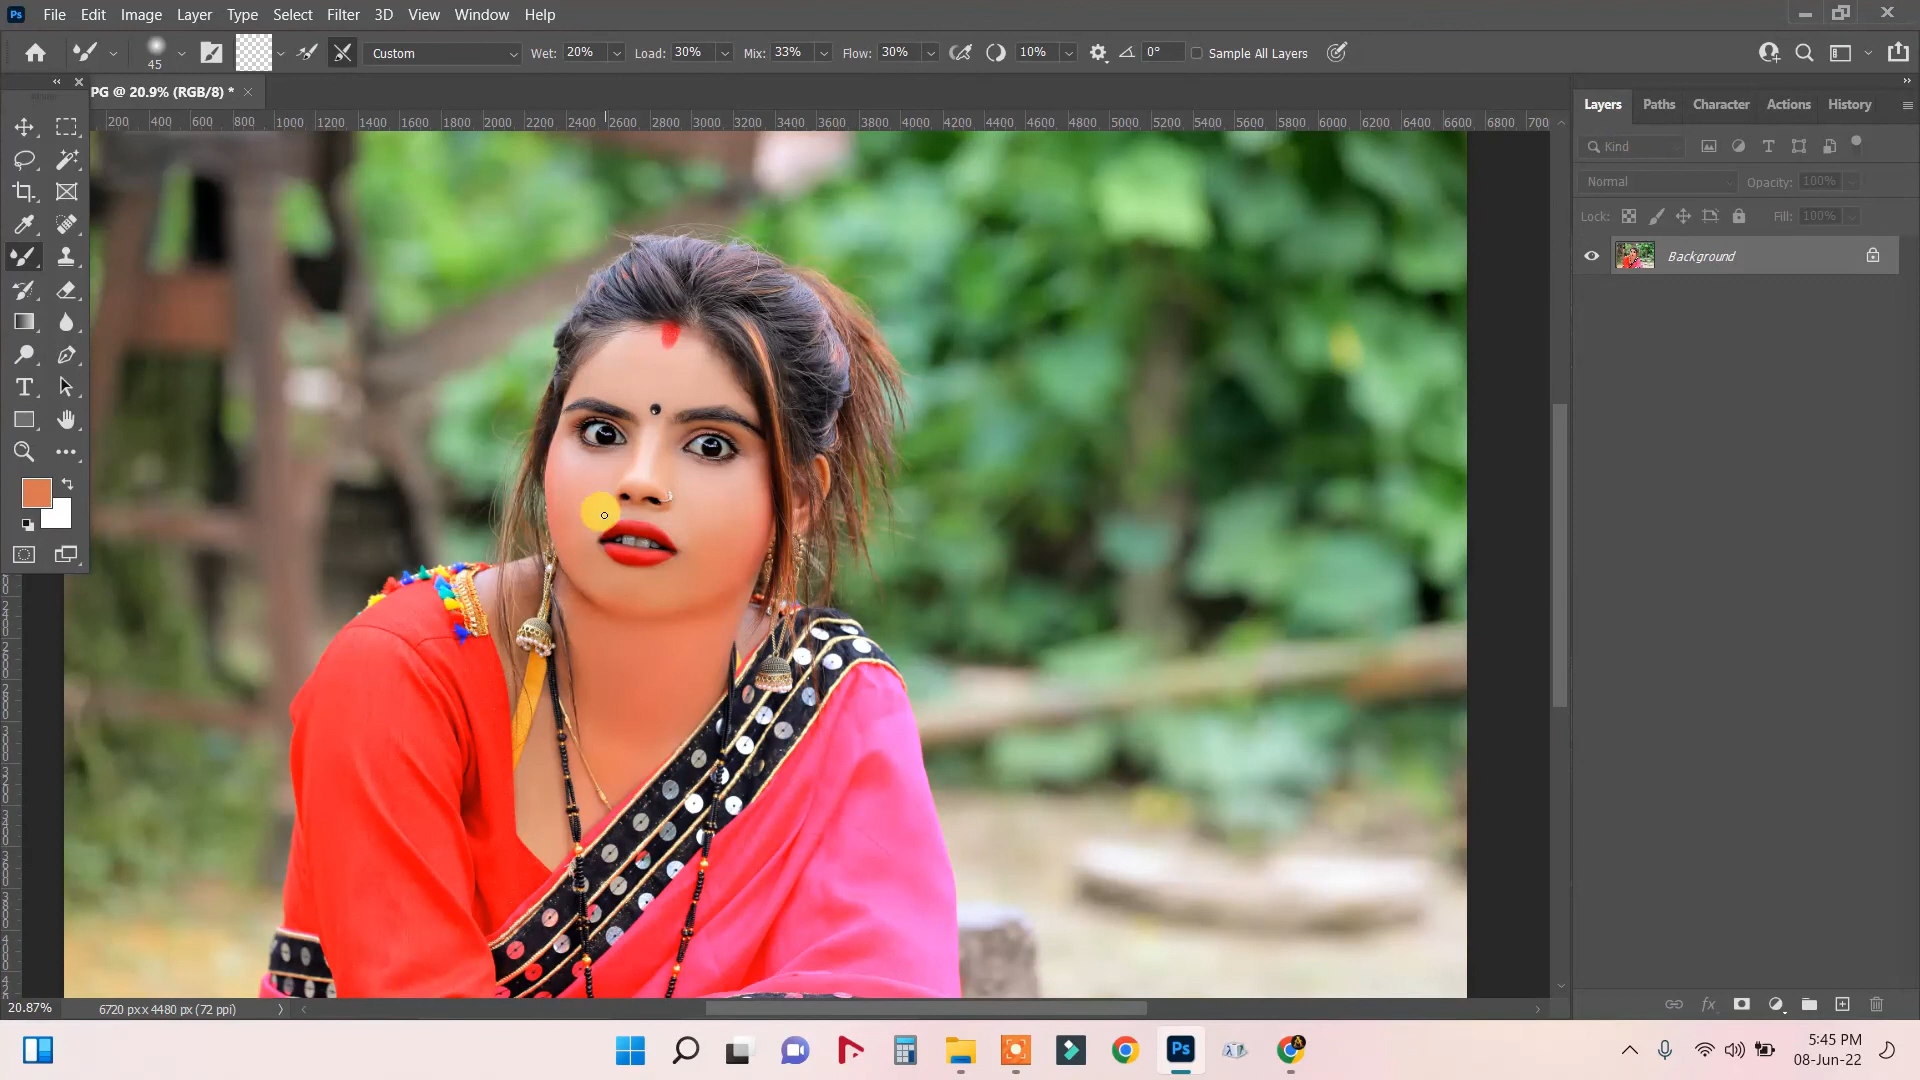 Ps File Edit Image Layer Type Select Filter 3D View Window Help
45 Custom Wet: 20% Load: 30% Mix: 33% Flow: 30% 10% 0° Sample All Layers
PG @ 20.9% (RGB/8) *
200 400 600 800 1000 1200 1400 1600 1800 2000 2200 2400 2600 2800 3000 3200 3400 3600 3800 4000 4200 4400 4600 4800 5000 5200 5400 5600 5800 6000 6200 6400 6600 6800 700
Layers Paths Character Actions History
Kind
Normal Opacity: 100%
Lock: Fill: 100%
Background
20.87% 6720 px x 4480 px (72 ppi)
Ps
5:45 PM
08-Jun-22